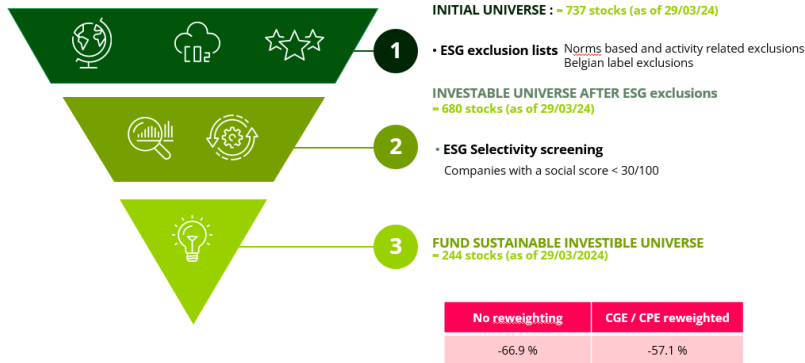 INITIAL UNIVERSE : = 737 stocks (as of 29/03/24)
CO2
1
• ESG exclusion lists Norms based and activity related exclusions
Belgian label exclusions
INVESTABLE UNIVERSE AFTER ESG exclusions
= 680 stocks (as of 29/03/24)
2
• ESG Selectivity screening
Companies with a social score < 30/100
3
FUND SUSTAINABLE INVESTIBLE UNIVERSE
= 244 stocks (as of 29/03/2024)
No reweighting CGE / CPE reweighted
-66.9 % -57.1 %